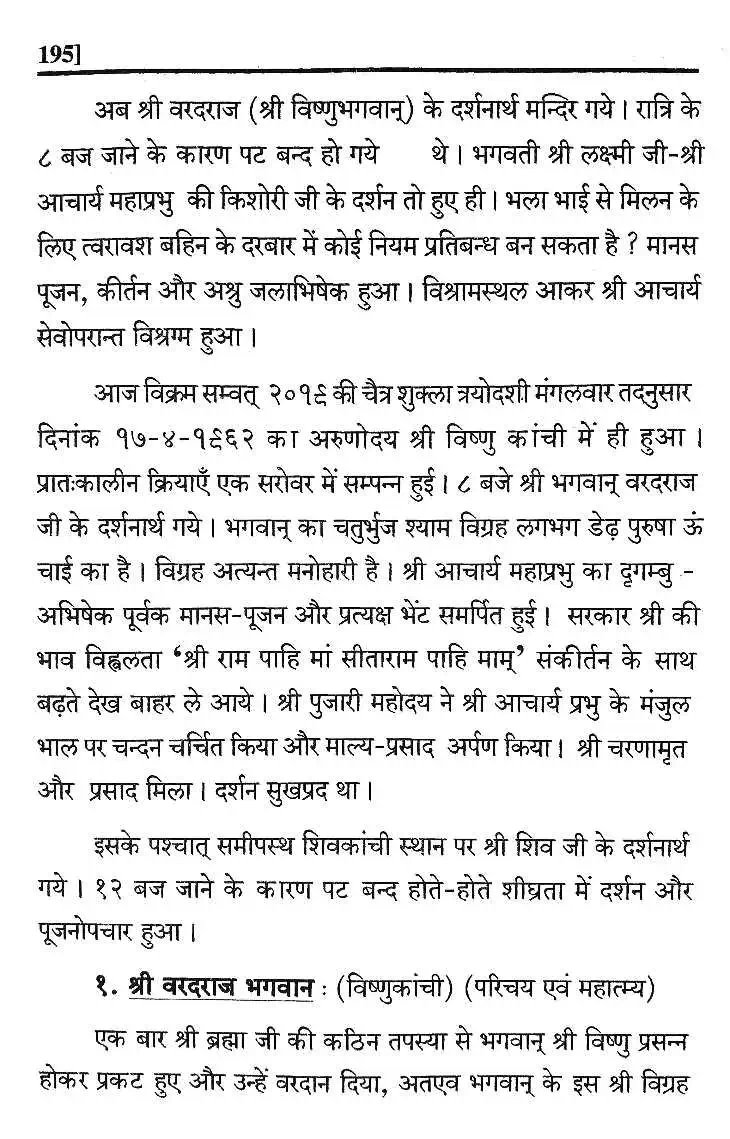 195]
अब श्री वरदराज (श्री विष्णुभगवान्) के दर्शनार्थ मन्दिर गये। रात्रि के
८ बज जाने के कारण पट बन्द हो गये थे। भगवती श्री लक्ष्मी जी-श्री
आचार्य महाप्रभु की किशोरी जी के दर्शन तो हुए ही। भला भाई से मिलन के
लिए त्वरावश बहिन के दरबार में कोई नियम प्रतिबन्ध बन सकता है ? मानस
पूजन, कीर्तन और अश्रु जलाभिषेक हुआ। विश्रामस्थल आकर श्री आचार्य
सेवोपरान्त विश्रग्म हुआ।
आज विक्रम सम्वत् २०१९ की चैत्र शुक्ला त्रयोदशी मंगलवार तदनुसार
दिनांक १७-४-१९६२ का अरुणोदय श्री विष्णु कांची में ही हुआ।
प्रातःकालीन क्रियाएँ एक सरोवर में सम्पन्न हुई। ८ बजे श्री भगवान् वरदराज
जी के दर्शनार्थ गये। भगवान् का चतुर्भुज श्याम विग्रह लगभग डेढ़ पुरुषा ऊं
चाई का है। विग्रह अत्यन्त मनोहारी है। श्री आचार्य महाप्रभु का दृगम्बु -
अभिषेक पूर्वक मानस-पूजन और प्रत्यक्ष भेंट समर्पित हुई। सरकार श्री की
भाव विह्वलता ‘श्री राम पाहि मां सीताराम पाहि माम्’ संकीर्तन के साथ
बढ़ते देख बाहर ले आये। श्री पुजारी महोदय ने श्री आचार्य प्रभु के मंजुल
भाल पर चन्दन चर्चित किया और माल्य-प्रसाद अर्पण किया। श्री चरणामृत
और प्रसाद मिला। दर्शन सुखप्रद था।
इसके पश्चात् समीपस्थ शिवकांची स्थान पर श्री शिव जी के दर्शनार्थ
गये। १२ बज जाने के कारण पट बन्द होते-होते शीघ्रता में दर्शन और
पूजनोपचार हुआ।
१. श्री वरदराज भगवान : (विष्णुकांची) (परिचय एवं महात्म्य)
एक बार श्री ब्रह्मा जी की कठिन तपस्या से भगवान् श्री विष्णु प्रसन्न
होकर प्रकट हुए और उन्हें वरदान दिया, अतएव भगवान् के इस श्री विग्रह